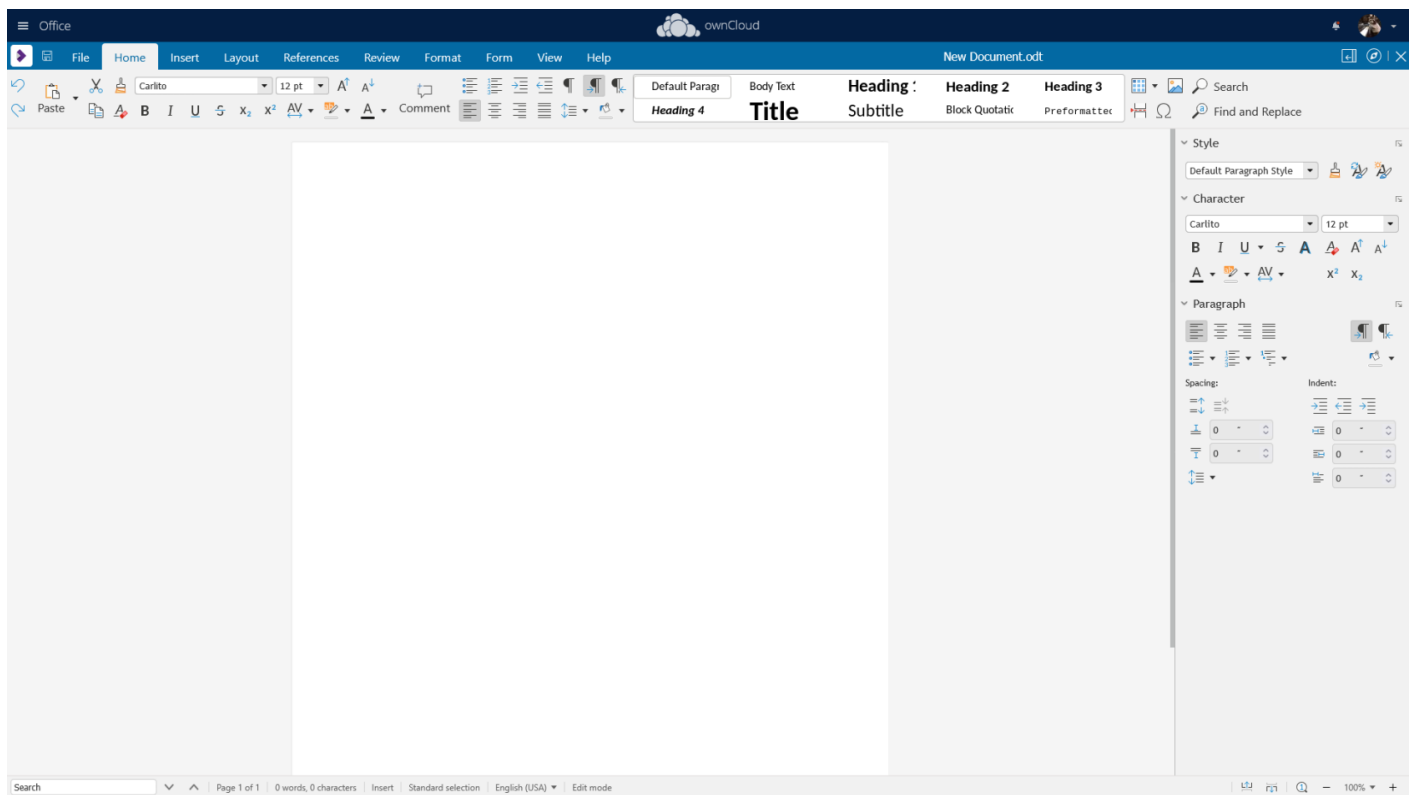 Office
ownCloud
File Home Insert Layout References Review Format Form View Help
New Document.odt
Paste
Carlito
12 pt
Comment
Default Paragr
Body Text
Heading
Heading 2
Heading 3
Search
Heading 4
Title
Subtitle
Block Quotatic
Preformattec
Find and Replace
Style
Default Paragraph Style
Character
Carlito
12 pt
Paragraph
Spacing: Indent:
0 " 0 "
0 " 0 "
0 "
Search
Page 1 of 1
0 words, 0 characters
Insert
Standard selection
English (USA)
Edit mode
100%